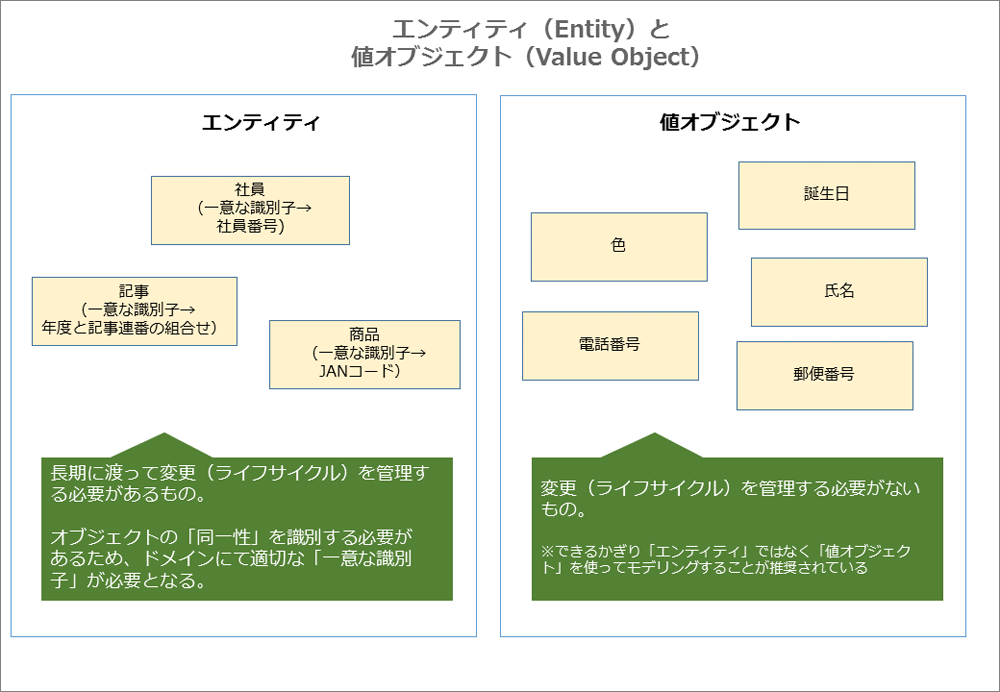 エンティティ（Entity）と
値オブジェクト（Value Object）
エンティティ
社員
(一意な識別子→
社員番号)
記事
（一意な識別子→
年度と記事連番の組合せ）
商品
（一意な識別子→
JANコード）
長期に渡って変更（ライフサイクル）を管理す
る必要があるもの。
オブジェクトの「同一性」を識別する必要が
あるため、ドメインにて適切な「一意な識別
子」が必要となる。
値オブジェクト
誕生日
色
氏名
電話番号
郵便番号
変更（ライフサイクル）を管理する必要がない
もの。
※できるかぎり「エンティティ」ではなく「値オブジェク
ト」を使ってモデリングすることが推奨されている